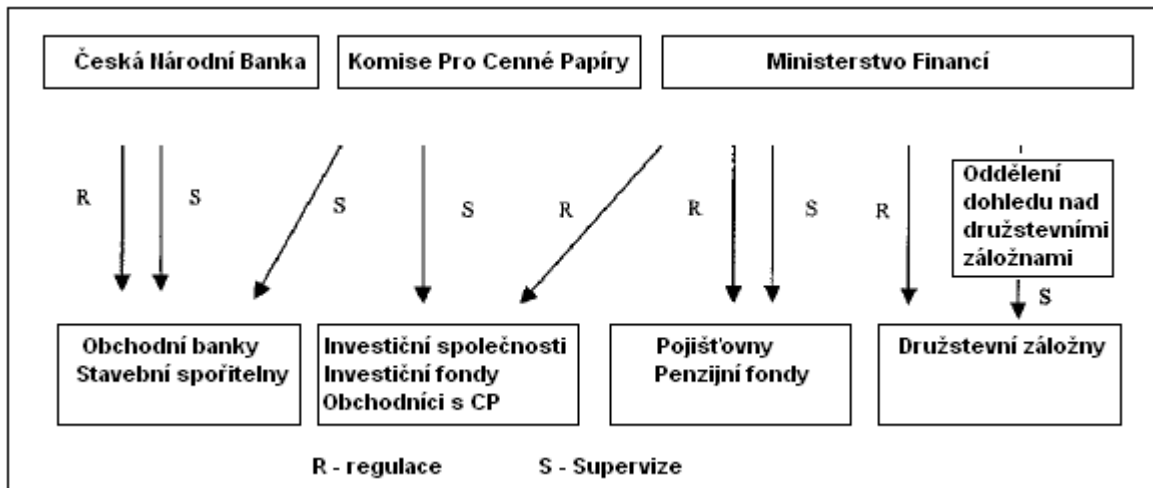 Česká Národní Banka
Komise Pro Cenné Papíry
Ministerstvo Financí
R
S
S
S
R
R
S
R
Oddělení
dohledu nad
družstevními
záložnami
S
Obchodní banky
Stavební spořitelny
Investiční společnosti
Investiční fondy
Obchodníci s CP
Pojišťovny
Penzijní fondy
Družstevní záložny
R - regulace
S - Supervize